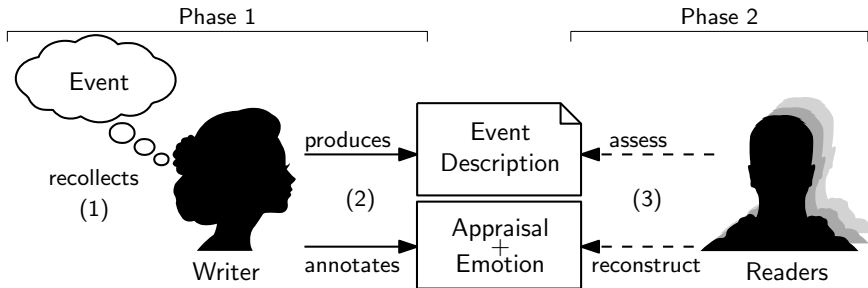 Phase 1
Phase 2
Event
recollects
(1)
Writer
produces
(2)
annotates
Event
Description
Appraisal
+
Emotion
assess
(3)
reconstruct
Readers